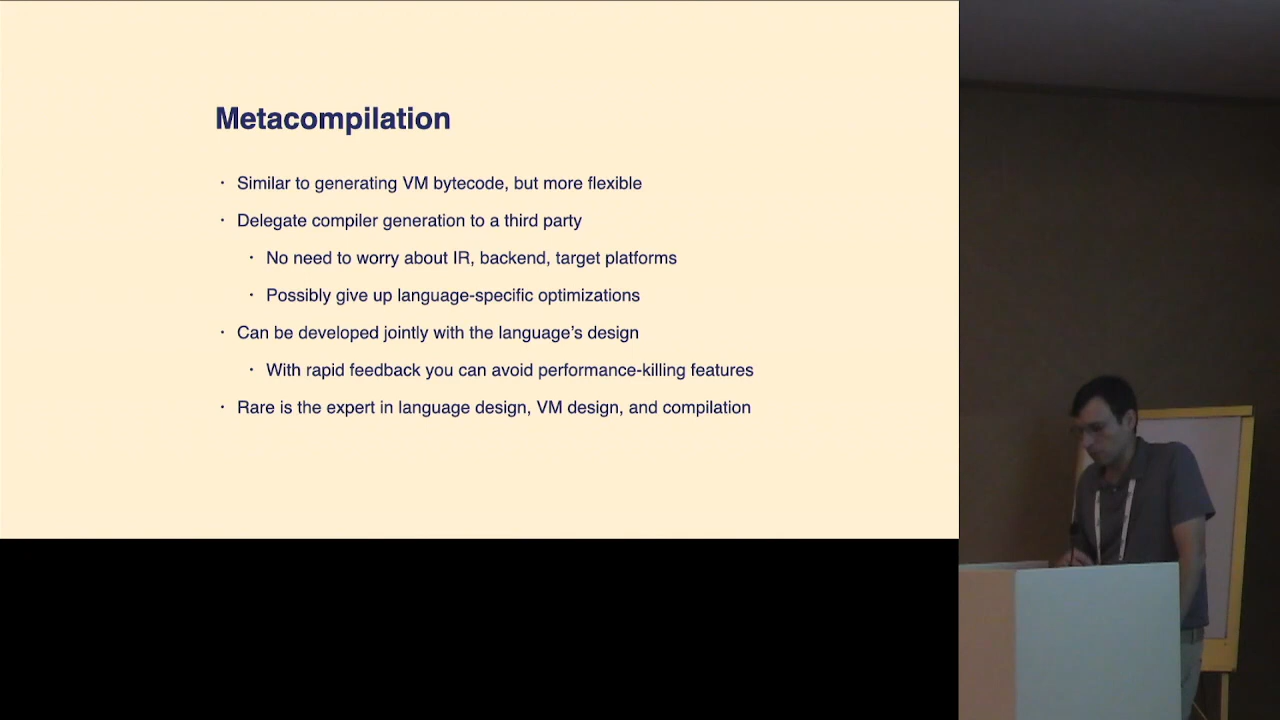 Metacompilation
· Similar to generating VM bytecode, but more flexible
· Delegate compiler generation to a third party
· No need to worry about IR, backend, target platforms
· Possibly give up language-specific optimizations
· Can be developed jointly with the language’s design
· With rapid feedback you can avoid performance-killing features
· Rare is the expert in language design, VM design, and compilation